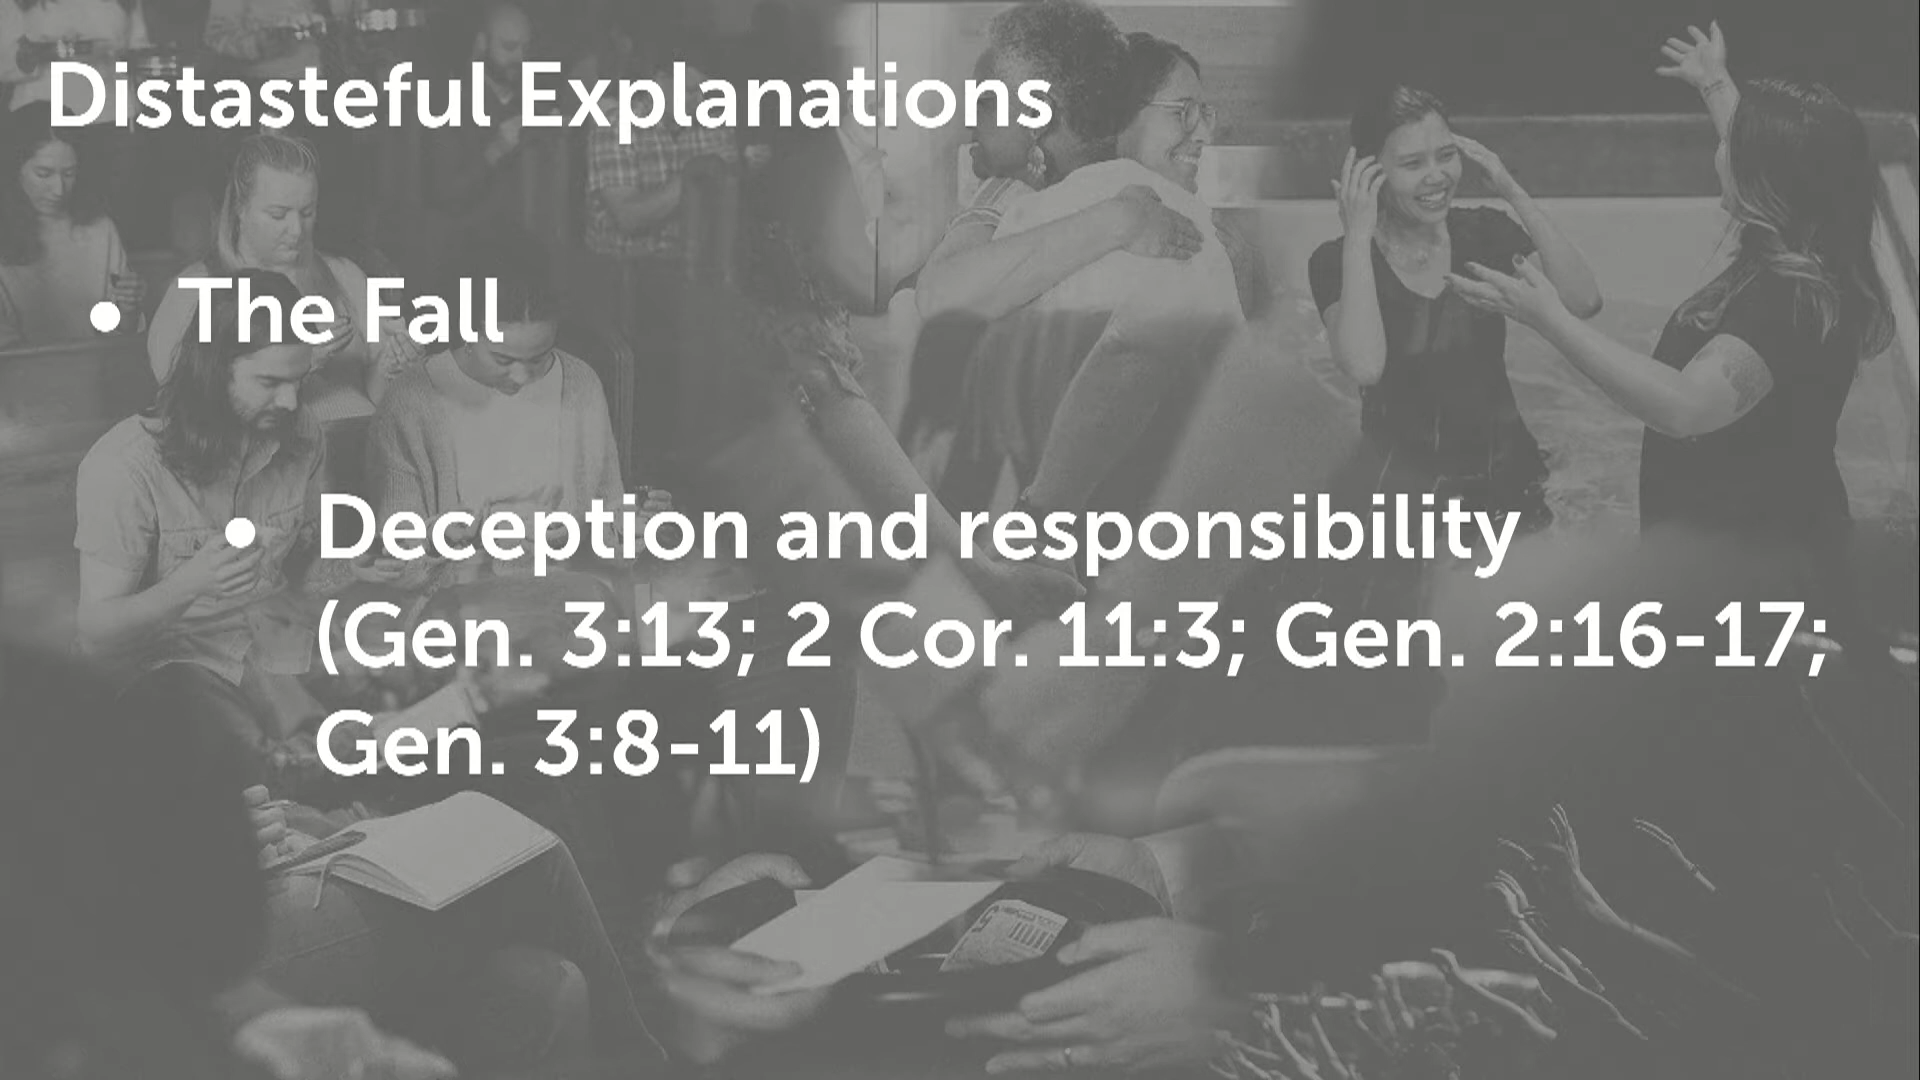 Distasteful Explanations
• The Fall
• Deception and responsibility
(Gen. 3:13; 2 Cor. 11:3; Gen. 2:16-17;
Gen. 3:8-11)